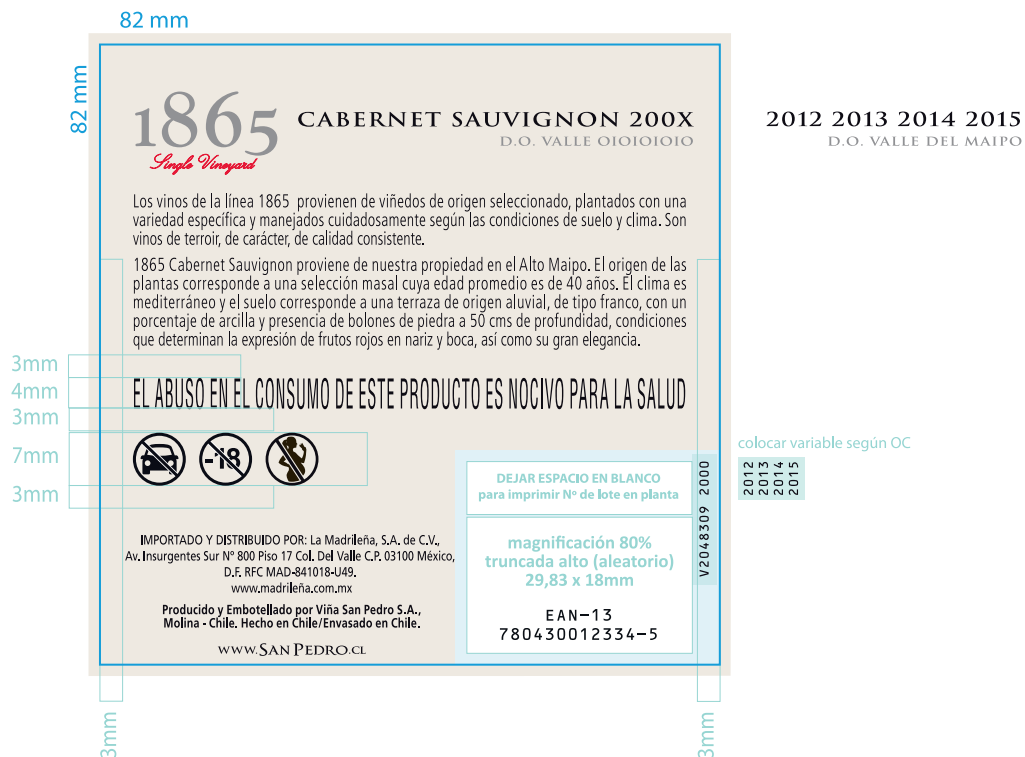 82 mm
82 mm
1865
Single Vineyard
CABERNET SAUVIGNON 200X
D.O. VALLE OIOIOIOIO
2012 2013 2014 2015
D.O. VALLE DEL MAIPO
Los vinos de la línea 1865 provienen de viñedos de origen seleccionado, plantados con una
variedad específica y manejados cuidadosamente según las condiciones de suelo y clima. Son
vinos de terroir, de carácter, de calidad consistente.
1865 Cabernet Sauvignon proviene de nuestra propiedad en el Alto Maipo. El origen de las
plantas corresponde a una selección masal cuya edad promedio es de 40 años. El clima es
mediterráneo y el suelo corresponde a una terraza de origen aluvial, de tipo franco, con un
porcentaje de arcilla y presencia de bolones de piedra a 50 cms de profundidad, condiciones
que determinan la expresión de frutos rojos en nariz y boca, así como su gran elegancia.
3mm
4mm
EL ABUSO EN EL CONSUMO DE ESTE PRODUCTO ES NOCIVO PARA LA SALUD
3mm
7mm
-18
3mm
colocar variable según OC
2012
2013
2014
2015
DEJAR ESPACIO EN BLANCO
para imprimir Nº de lote en planta
V2048309 2000
magnificación 80%
truncada alto (aleatorio)
29,83 x 18mm
EAN-13
780430012334-5
IMPORTADO Y DISTRIBUIDO POR: La Madrileña, S.A. de C.V.,
Av. Insurgentes Sur N° 800 Piso 17 Col. Del Valle C.P. 03100 México,
D.F. RFC MAD-841018-U49.
www.madrileña.com.mx
Producido y Embotellado por Viña San Pedro S.A.,
Molina - Chile. Hecho en Chile/Envasado en Chile.
WWW.SAN PEDRO.CL
3mm
3mm